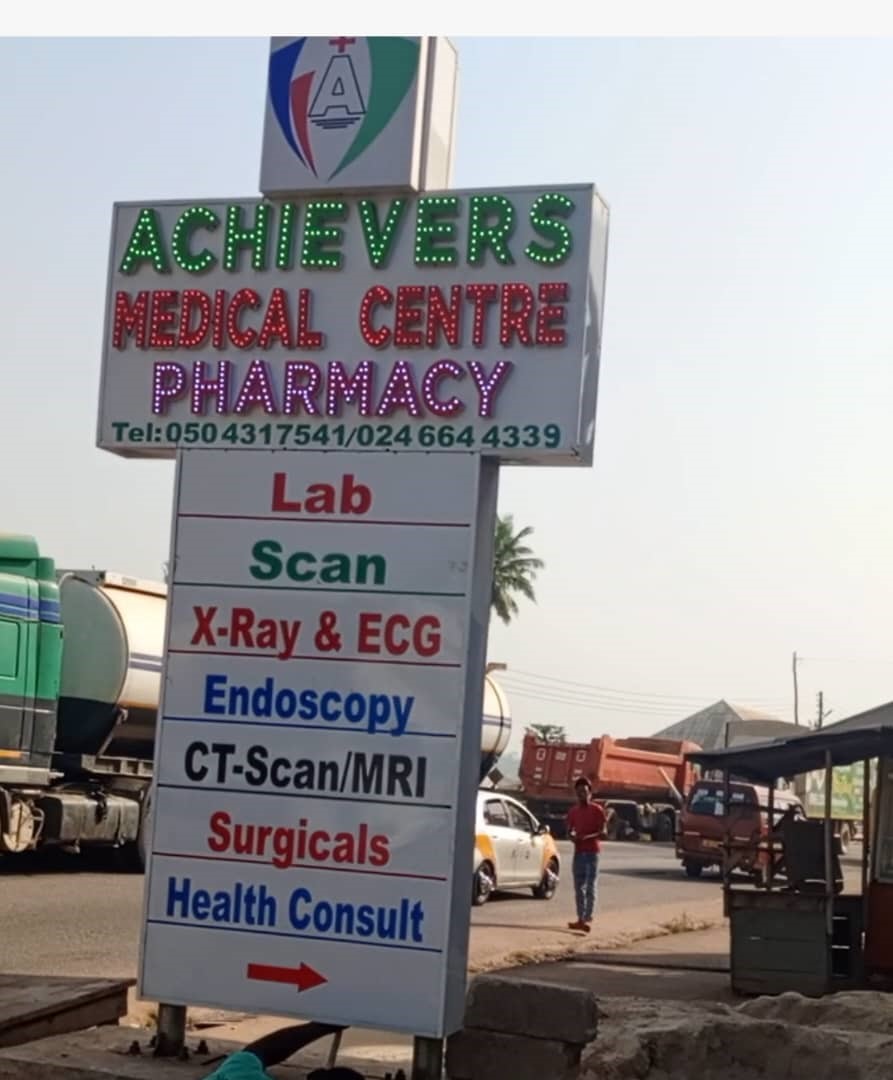 A
ACHIEVERS
MEDICAL CENTRE
PHARMACY
Tel: 050 4317541/024 664 4339
Lab
Scan
X-Ray & ECG
Endoscopy
CT-Scan/MRI
Surgicals
Health Consult